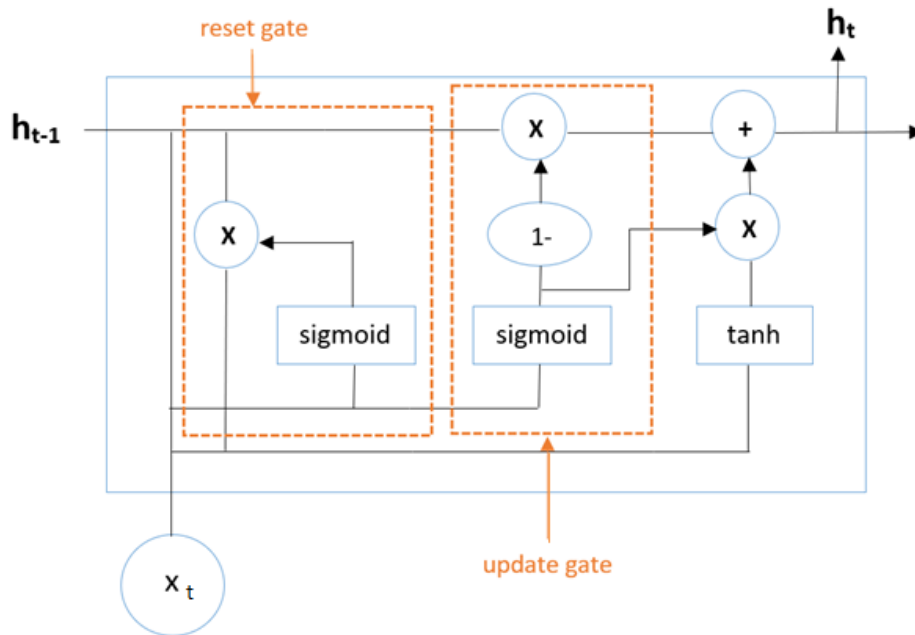 reset gate
h_t
h_{t-1}
X
+
X
1-
X
sigmoid
sigmoid
tanh
update gate
x_t